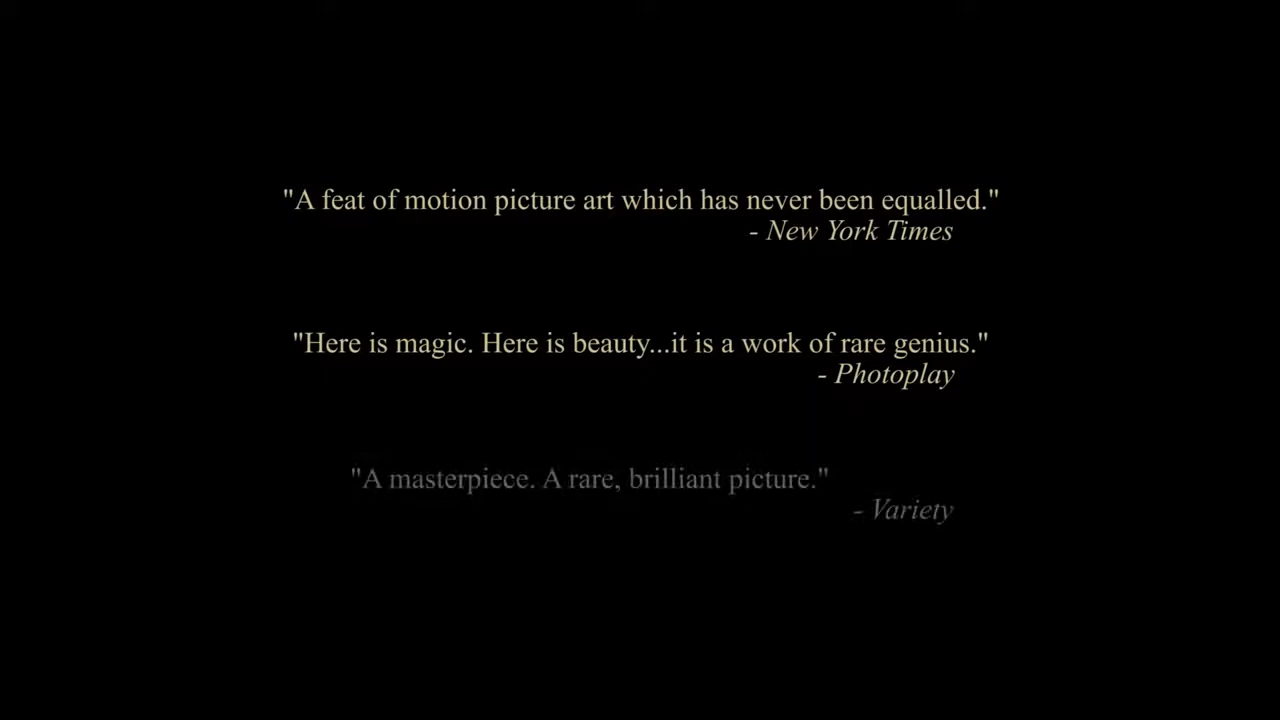 "A feat of motion picture art which has never been equalled."
- New York Times
"Here is magic. Here is beauty...it is a work of rare genius."
- Photoplay
"A masterpiece. A rare, brilliant picture."
- Variety